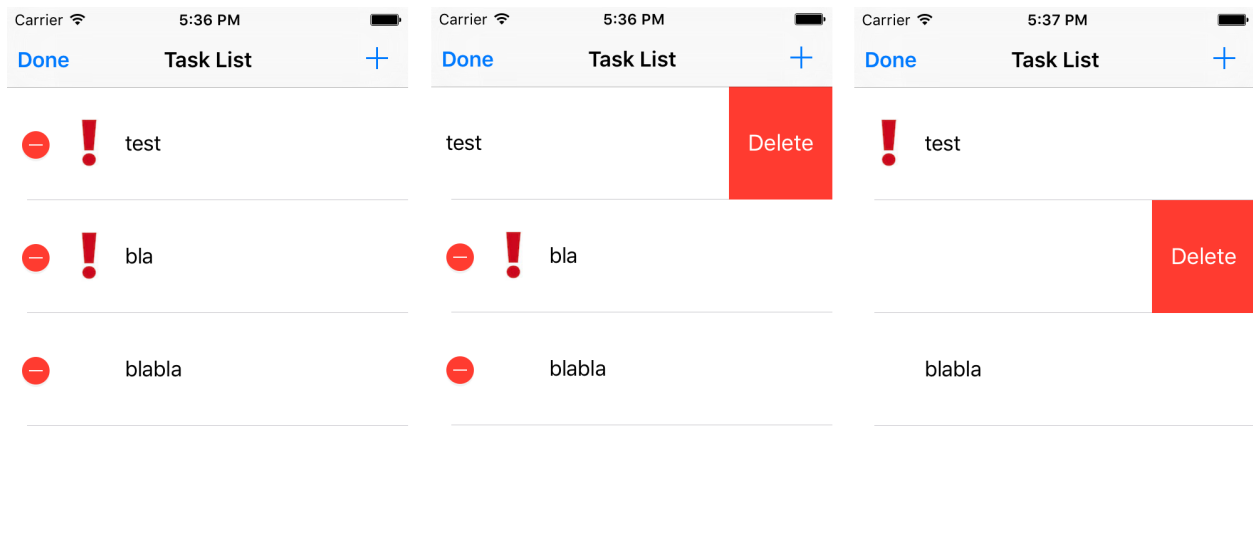 Carrier 5:36 PM
Done Task List +
test
bla
blabla
Carrier 5:36 PM
Done Task List +
test Delete
bla
blabla
Carrier 5:37 PM
Done Task List +
test
Delete
blabla